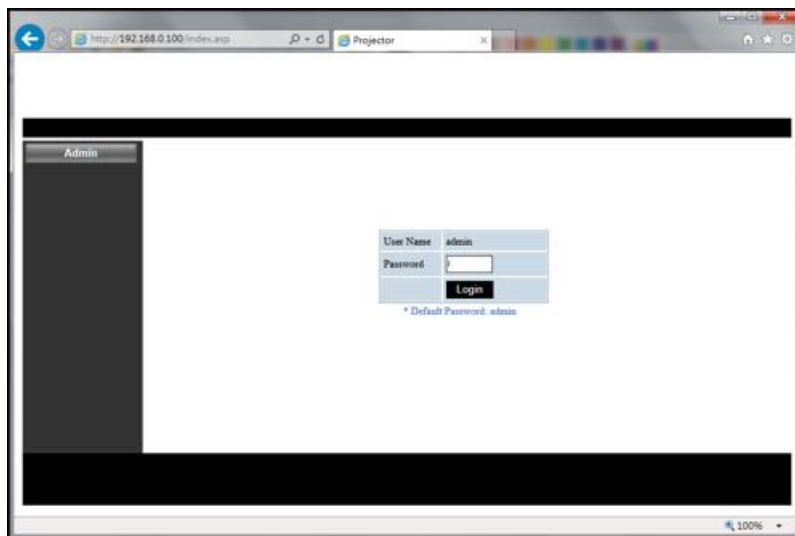 http://192.168.0.100/index.asp
Projector
Admin
User Name admin
Password
Login
* Default Password: admin
100%